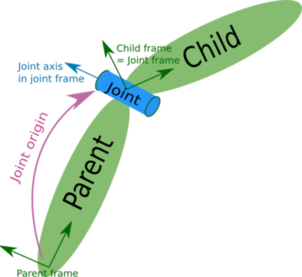 Child frame
= Joint frame
Child
Joint axis
in joint frame
Joint
Joint origin
Parent
Parent frame